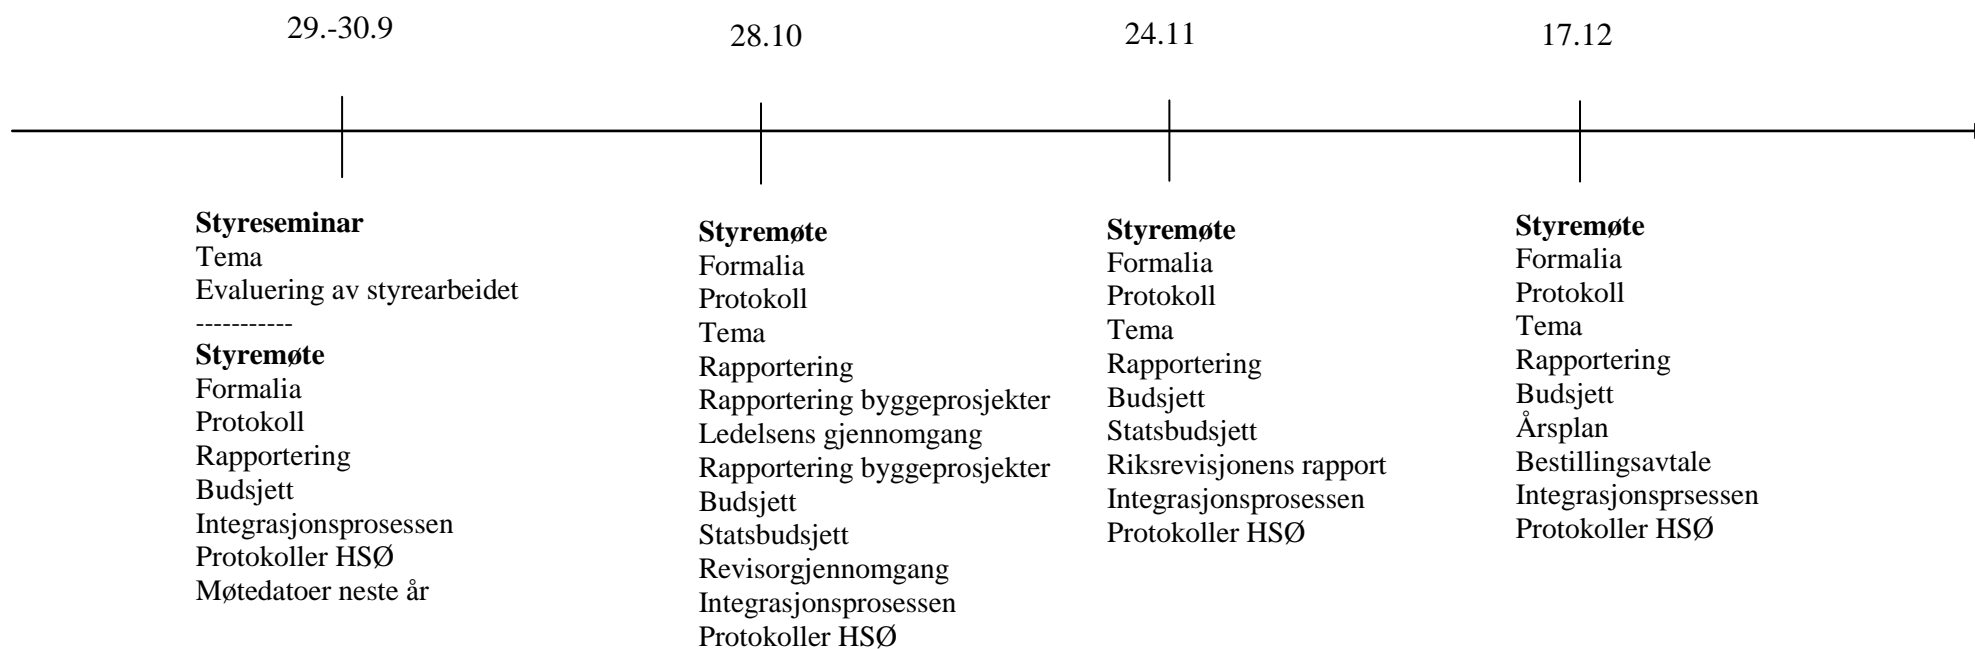 29.-30.9
28.10
24.11
17.12
Styreseminar
Tema
Evaluering av styrearbeidet
-----------
Styremøte
Formalia
Protokoll
Rapportering
Budsjett
Integrasjonsprosessen
Protokoller HSØ
Møtedatoer neste år
Styremøte
Formalia
Protokoll
Tema
Rapportering
Rapportering byggeprosjekter
Ledelsens gjennomgang
Rapportering byggeprosjekter
Budsjett
Statsbudsjett
Revisorgjennomgang
Integrasjonsprosessen
Protokoller HSØ
Styremøte
Formalia
Protokoll
Tema
Rapportering
Budsjett
Statsbudsjett
Riksrevisjonens rapport
Integrasjonsprosessen
Protokoller HSØ
Styremøte
Formalia
Protokoll
Tema
Rapportering
Budsjett
Årsplan
Bestillingsavtale
Integrasjonsprsessen
Protokoller HSØ